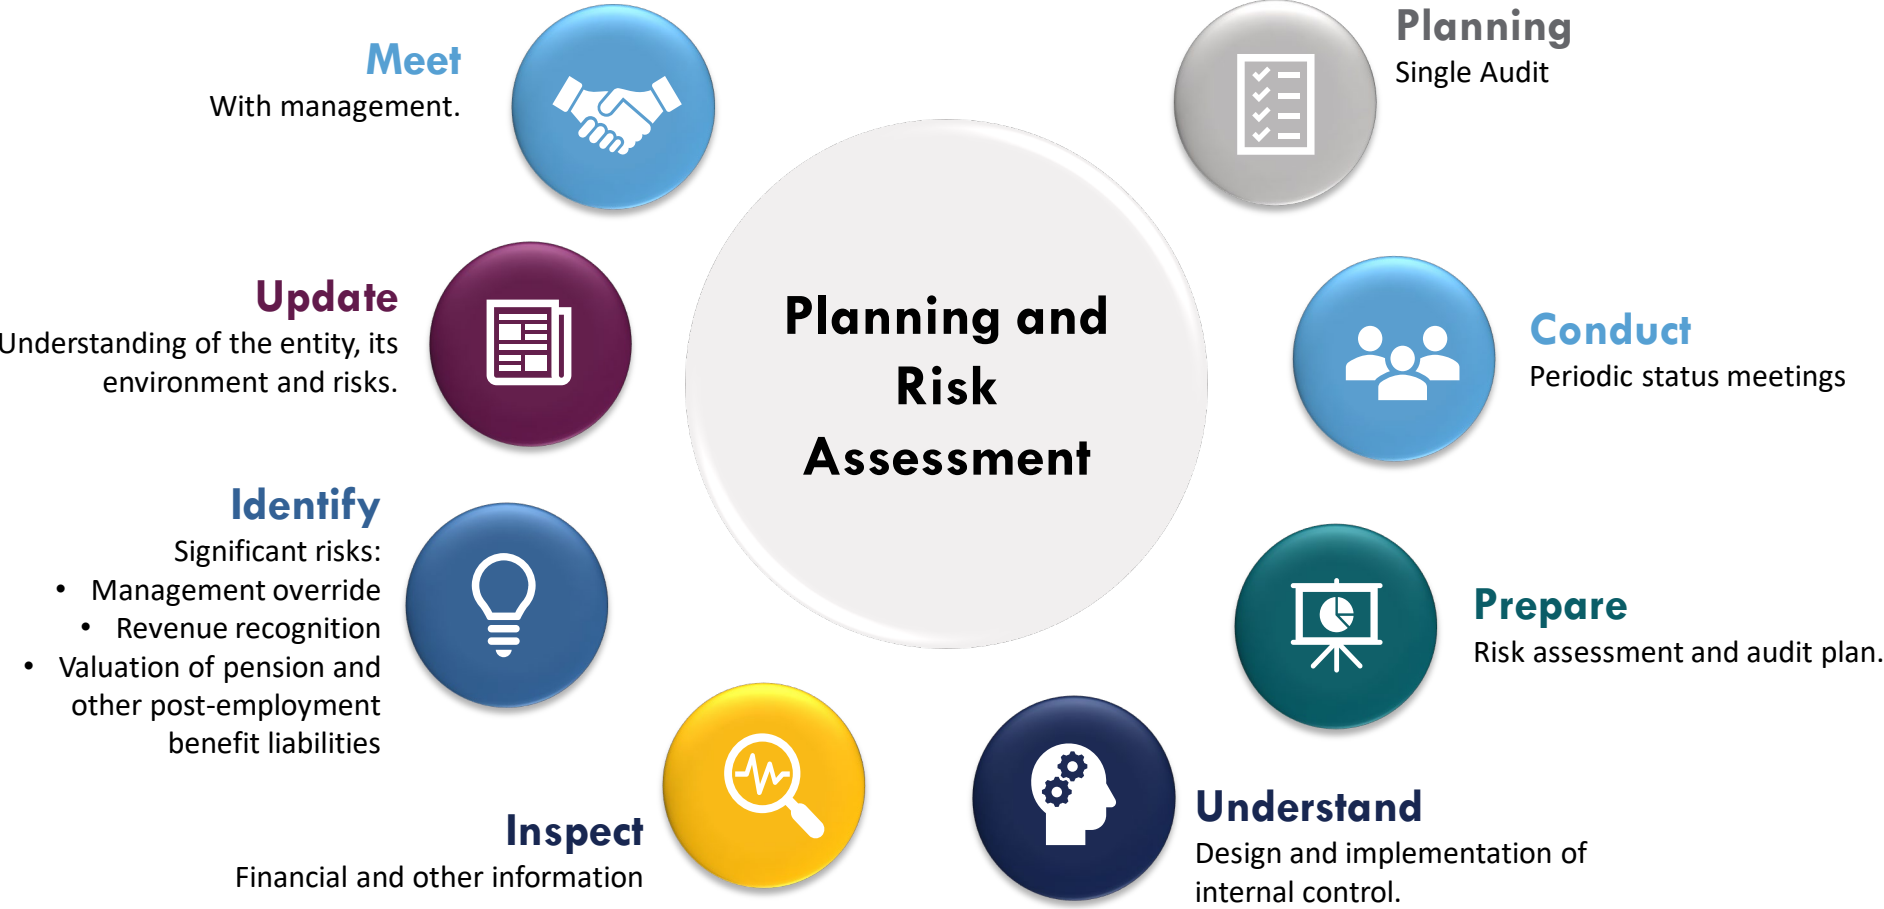 Meet
With management.
Update
Understanding of the entity, its
environment and risks.
Identify
Significant risks:
• Management override
• Revenue recognition
• Valuation of pension and
other post-employment
benefit liabilities
Inspect
Financial and other information
Planning and
Risk
Assessment
Planning
Single Audit
Conduct
Periodic status meetings
Prepare
Risk assessment and audit plan.
Understand
Design and implementation of
internal control.